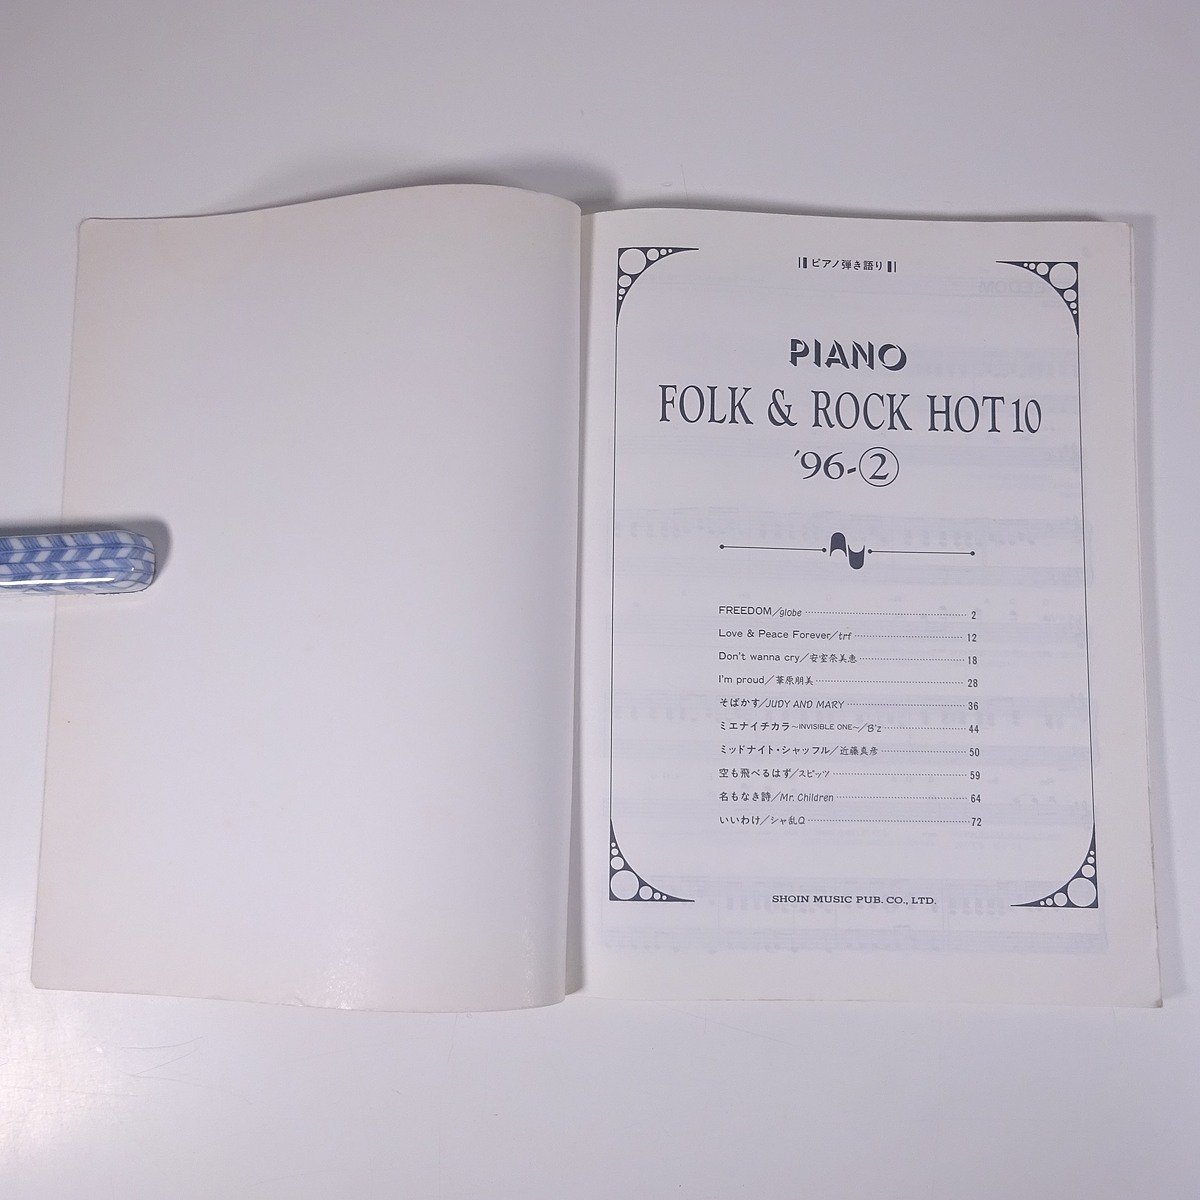 ピアノ弾き語り
PIANO
FOLK & ROCK HOT 10
'96-②
FREEDOM/globe 2
Love & Peace Forever/trf 12
Don't wanna cry/安室奈美恵 18
I'm proud/華原朋美 28
そばかす/JUDY AND MARY 36
ミエナイチカラ~INVISIBLE ONE~/B'z 44
ミッドナイト・シャッフル/近藤真彦 50
空も飛べるはず/スピッツ 59
名もなき詩/Mr. Children 64
いいわけ/シャ乱Q 72
SHOIN MUSIC PUB. CO., LTD.